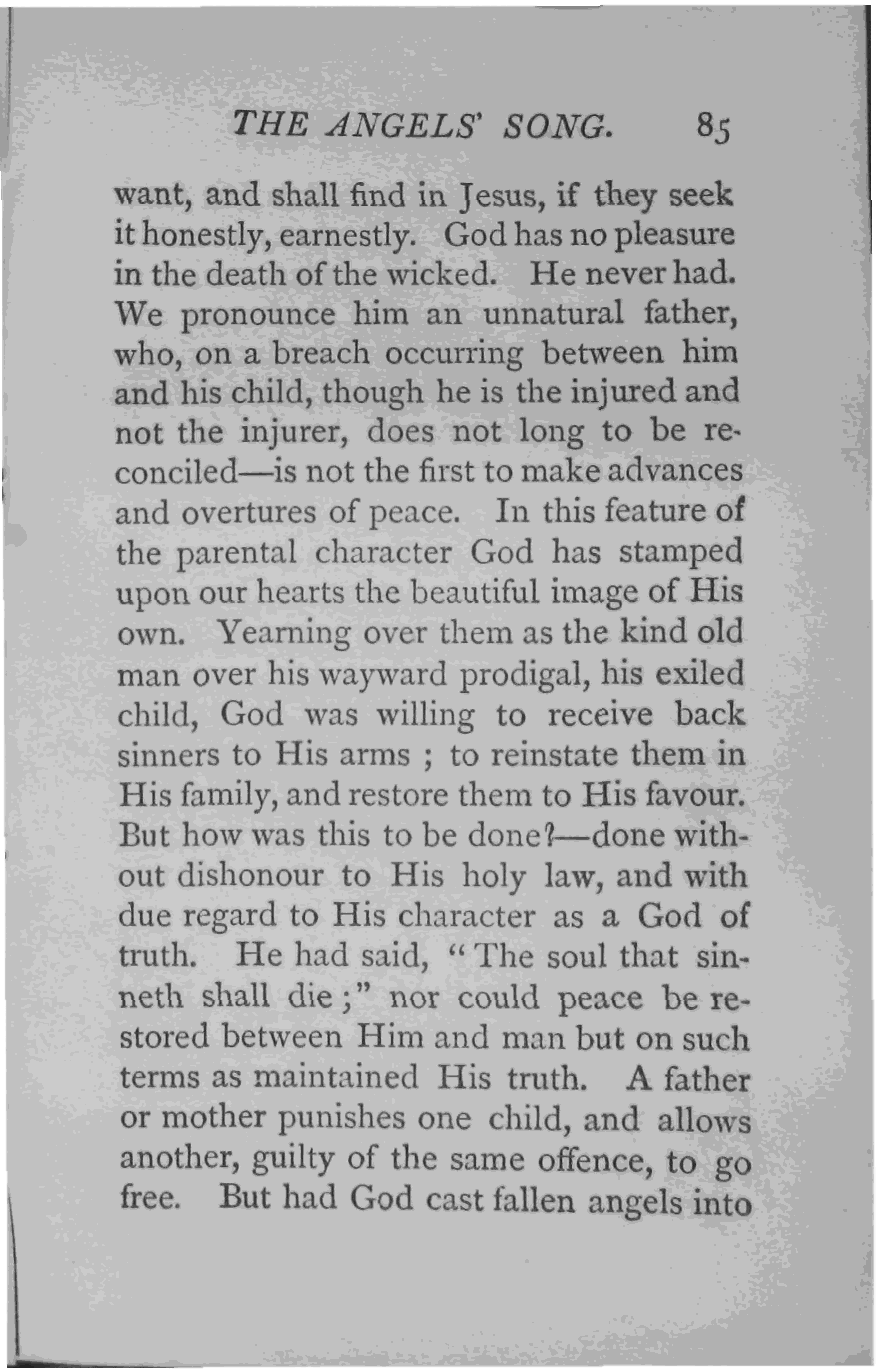 THE ANGELS' SONG. 85
want, and shall find in Jesus, if they seek
it honestly, earnestly. God has no pleasure
in the death of the wicked. He never had.
We pronounce him an unnatural father,
who, on a breach occurring between him
and his child, though he is the injured and
not the injurer, does not long to be re-
conciled—is not the first to make advances
and overtures of peace. In this feature of
the parental character God has stamped
upon our hearts the beautiful image of His
own. Yearning over them as the kind old
man over his wayward prodigal, his exiled
child, God was willing to receive back
sinners to His arms ; to reinstate them in
His family, and restore them to His favour.
But how was this to be done?—done with-
out dishonour to His holy law, and with
due regard to His character as a God of
truth. He had said, “ The soul that sin-
neth shall die ;” nor could peace be re-
stored between Him and man but on such
terms as maintained His truth. A father
or mother punishes one child, and allows
another, guilty of the same offence, to go
free. But had God cast fallen angels into